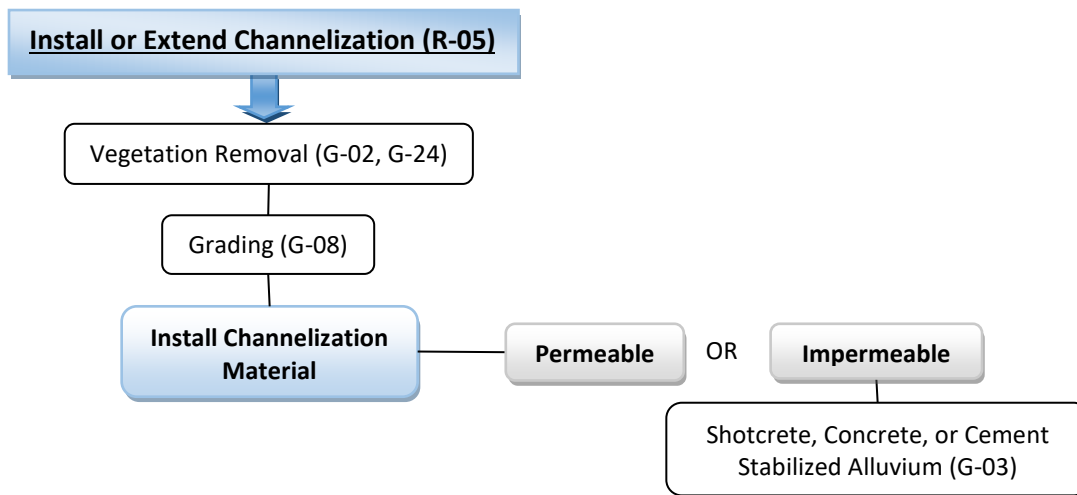 Install or Extend Channelization (R-05)
Vegetation Removal (G-02, G-24)
Grading (G-08)
Install Channelization
Material
Permeable
OR
Impermeable
Shotcrete, Concrete, or Cement
Stabilized Alluvium (G-03)